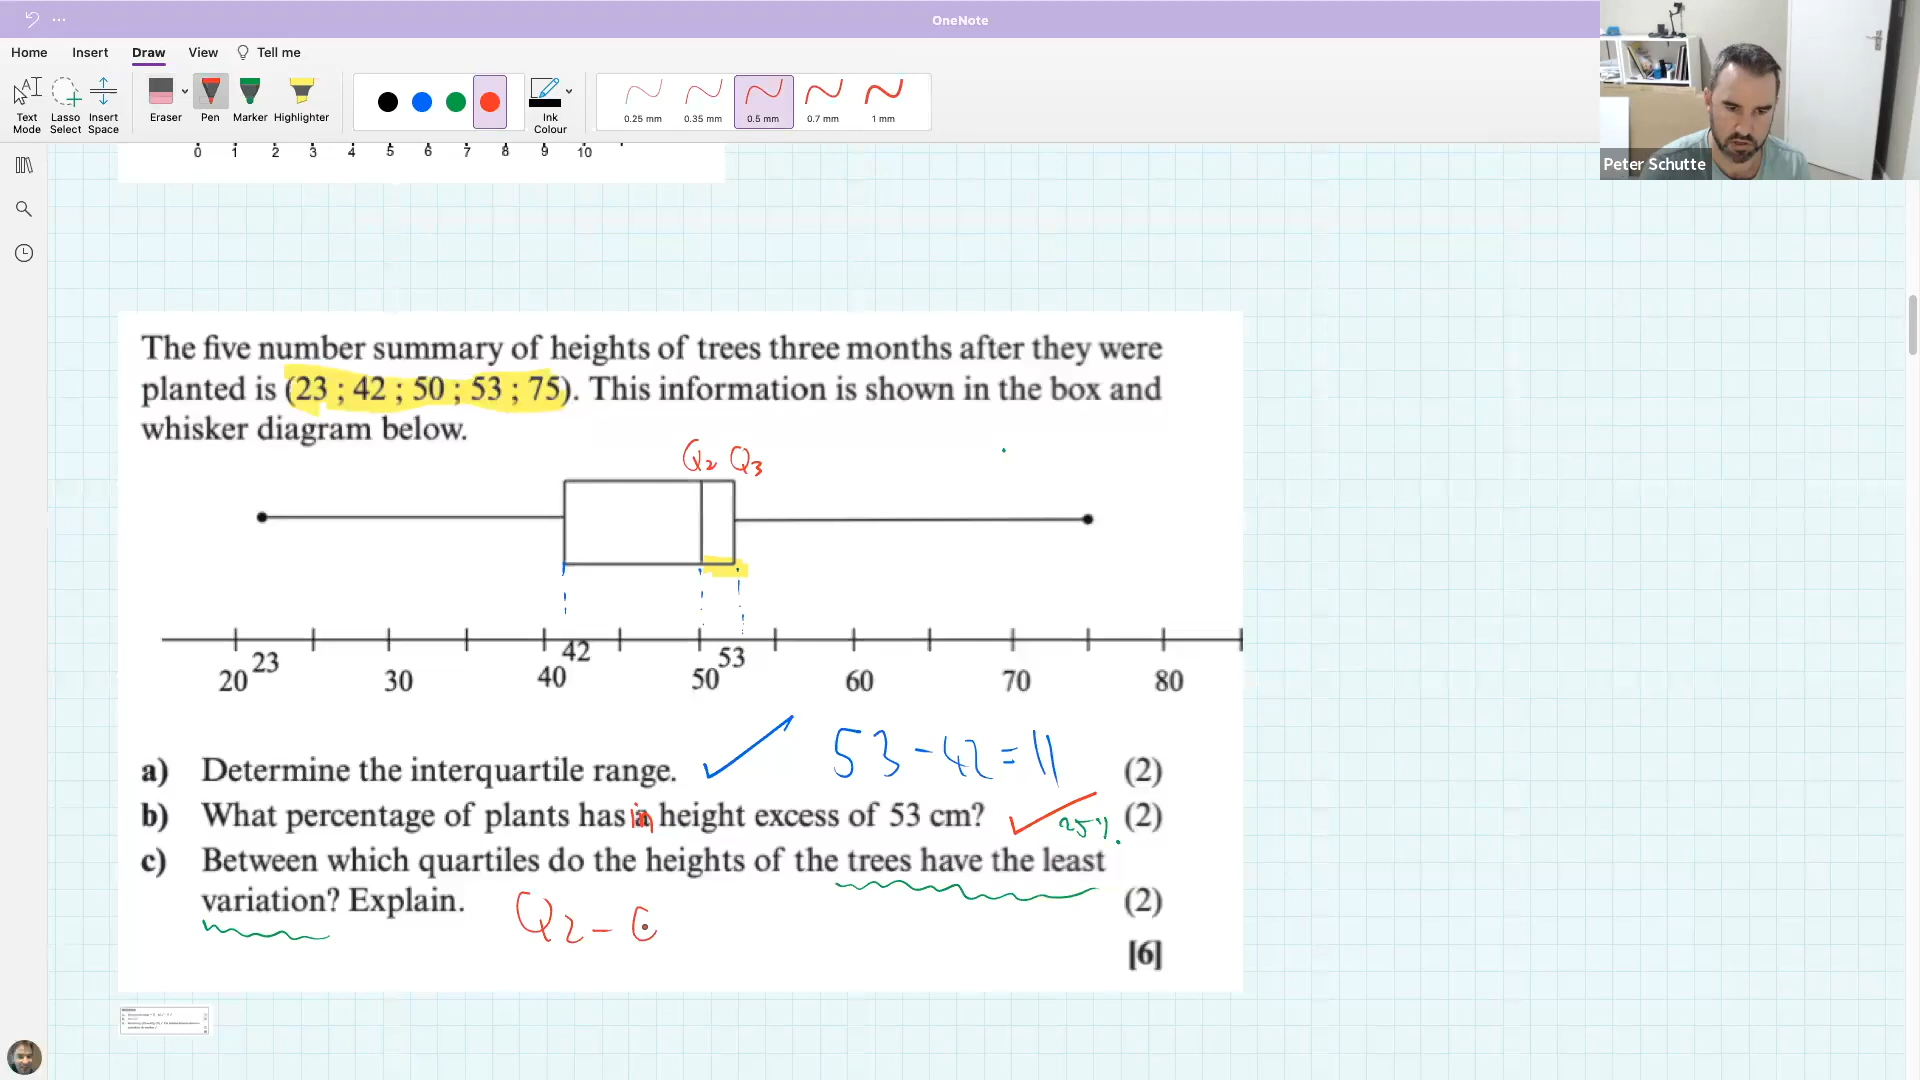 OneNote
Home Insert Draw View Tell me
Text Mode
Lasso Select
Insert Space
Eraser
Pen
Marker
Highlighter
Ink Colour
0.25 mm
0.35 mm
0.5 mm
0.7 mm
1 mm
Peter Schutte
0 1 2 3 4 5 6 7 8 9 10
The five number summary of heights of trees three months after they were
planted is (23 ; 42 ; 50 ; 53 ; 75). This information is shown in the box and
whisker diagram below.
Q2 Q3
23 42 53
20 30 40 50 60 70 80
53 - 42 = 11
a) Determine the interquartile range. (2)
b) What percentage of plants has in height excess of 53 cm? 25%. (2)
c) Between which quartiles do the heights of the trees have the least
variation? Explain. (2)
Q2 -
[6]